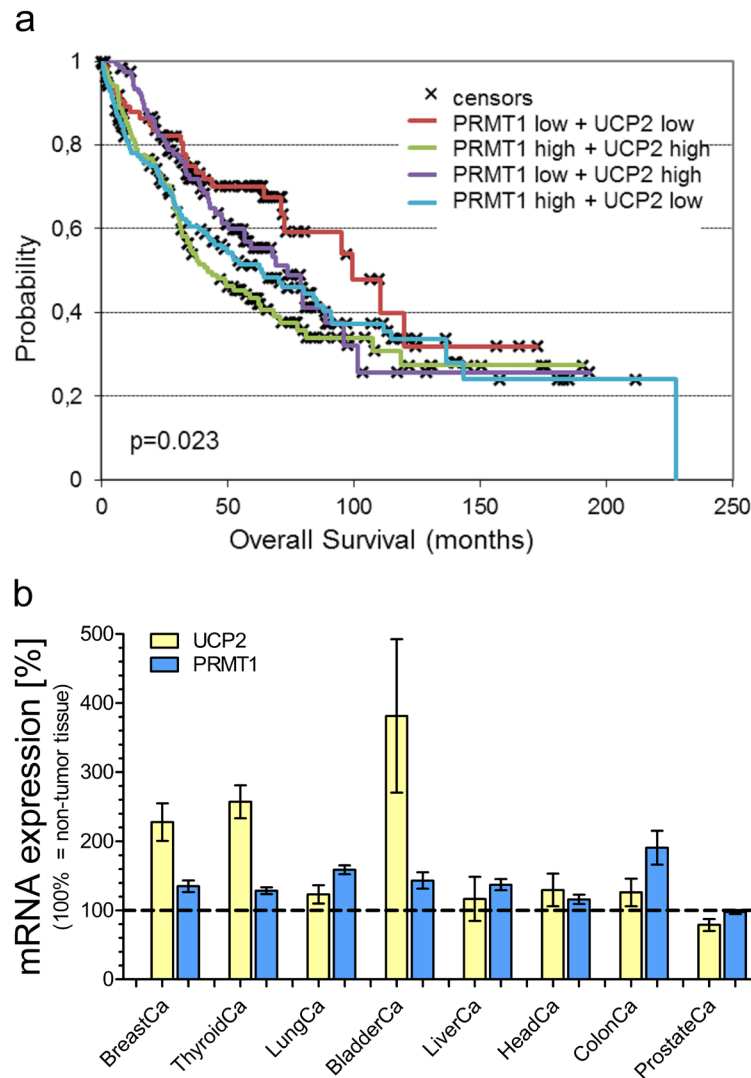 a
1
0,8
0,6
0,4
0,2
0
Probability
censors
PRMT1 low + UCP2 low
PRMT1 high + UCP2 high
PRMT1 low + UCP2 high
PRMT1 high + UCP2 low
p=0.023
0 50 100 150 200 250
Overall Survival (months)
b
500
400
300
200
100
0
mRNA expression [%]
(100% = non-tumor tissue)
UCP2
PRMT1
BreastCa
ThyroidCa
LungCa
BladderCa
LiverCa
HeadCa
ColonCa
ProstateCa